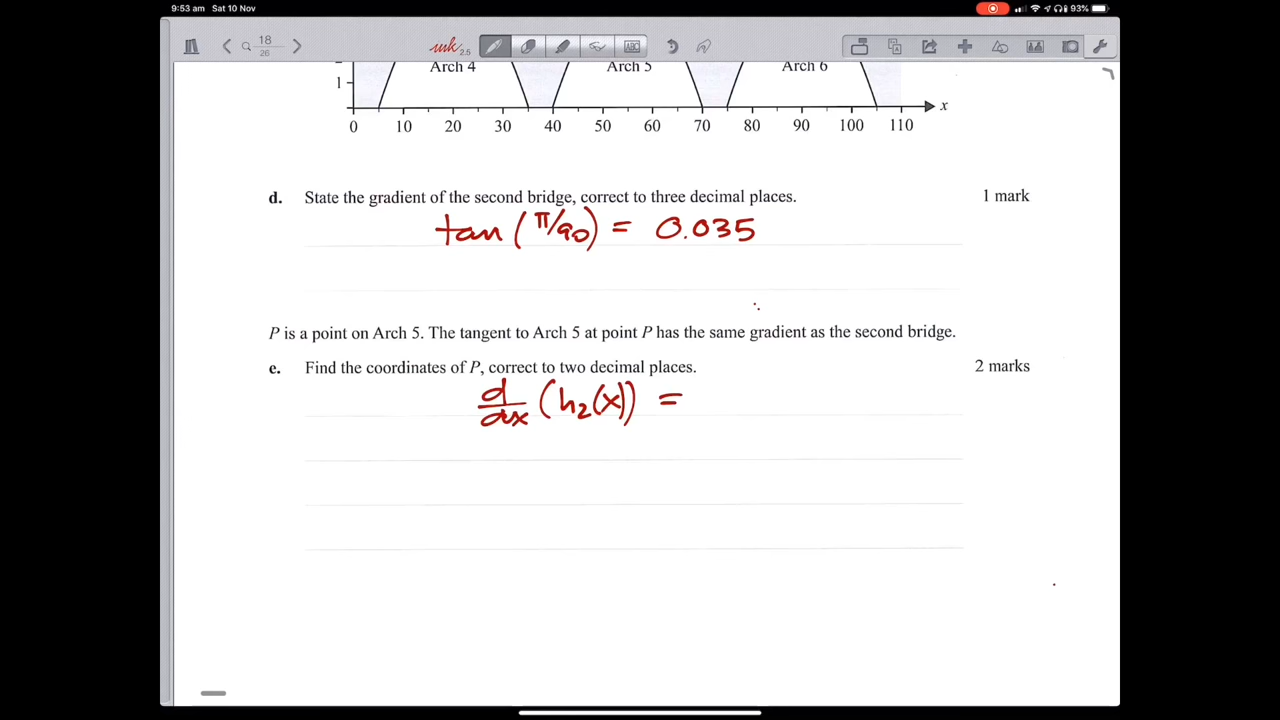 9:53 am Sat 10 Nov 93%
18
26
2.5
ABC
Arch 4 Arch 5 Arch 6
1
x
0 10 20 30 40 50 60 70 80 90 100 110
d. State the gradient of the second bridge, correct to three decimal places. 1 mark
tan (π/90) = 0.035
P is a point on Arch 5. The tangent to Arch 5 at point P has the same gradient as the second bridge.
e. Find the coordinates of P, correct to two decimal places. 2 marks
d/dx (h₂(x)) =